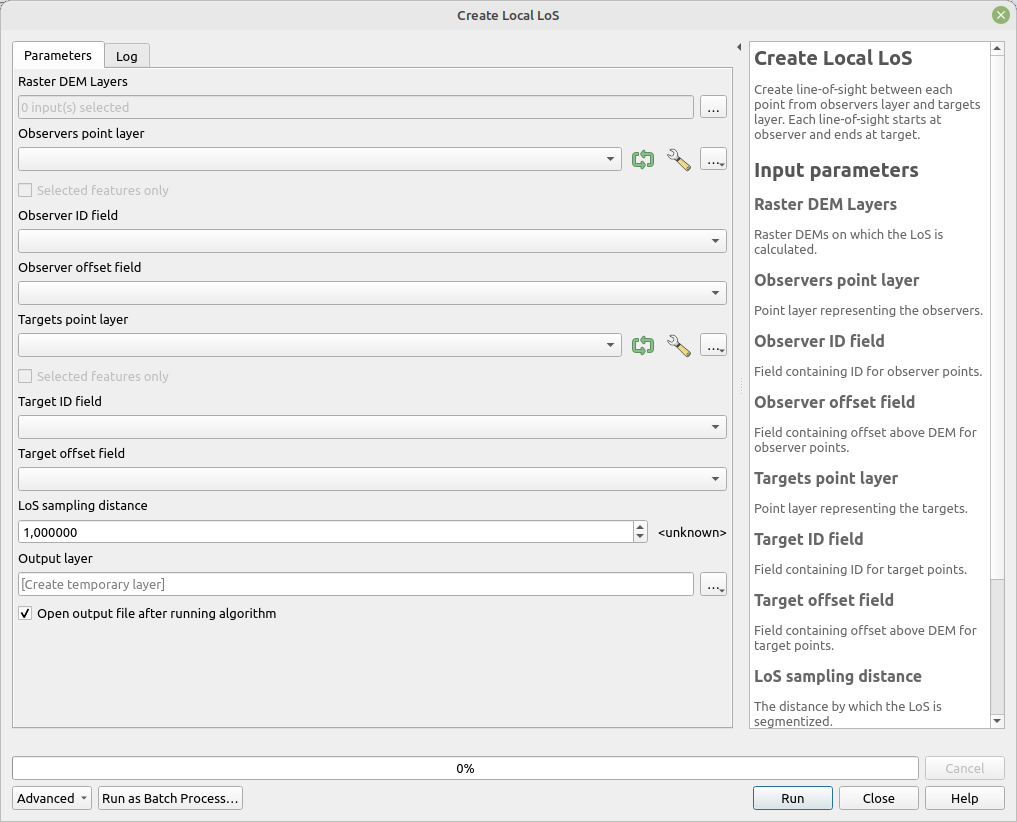 Create Local LoS
Parameters
Log
Raster DEM Layers
0 input(s) selected
...
Observers point layer
...
Selected features only
Observer ID field
Observer offset field
Targets point layer
...
Selected features only
Target ID field
Target offset field
LoS sampling distance
1,000000
<unknown>
Output layer
[Create temporary layer]
...
Open output file after running algorithm
Create Local LoS
Create line-of-sight between each
point from observers layer and targets
layer. Each line-of-sight starts at
observer and ends at target.
Input parameters
Raster DEM Layers
Raster DEMs on which the LoS is
calculated.
Observers point layer
Point layer representing the observers.
Observer ID field
Field containing ID for observer points.
Observer offset field
Field containing offset above DEM for
observer points.
Targets point layer
Point layer representing the targets.
Target ID field
Field containing ID for target points.
Target offset field
Field containing offset above DEM for
target points.
LoS sampling distance
The distance by which the LoS is
segmentized.
0%
Cancel
Advanced
Run as Batch Process...
Run
Close
Help